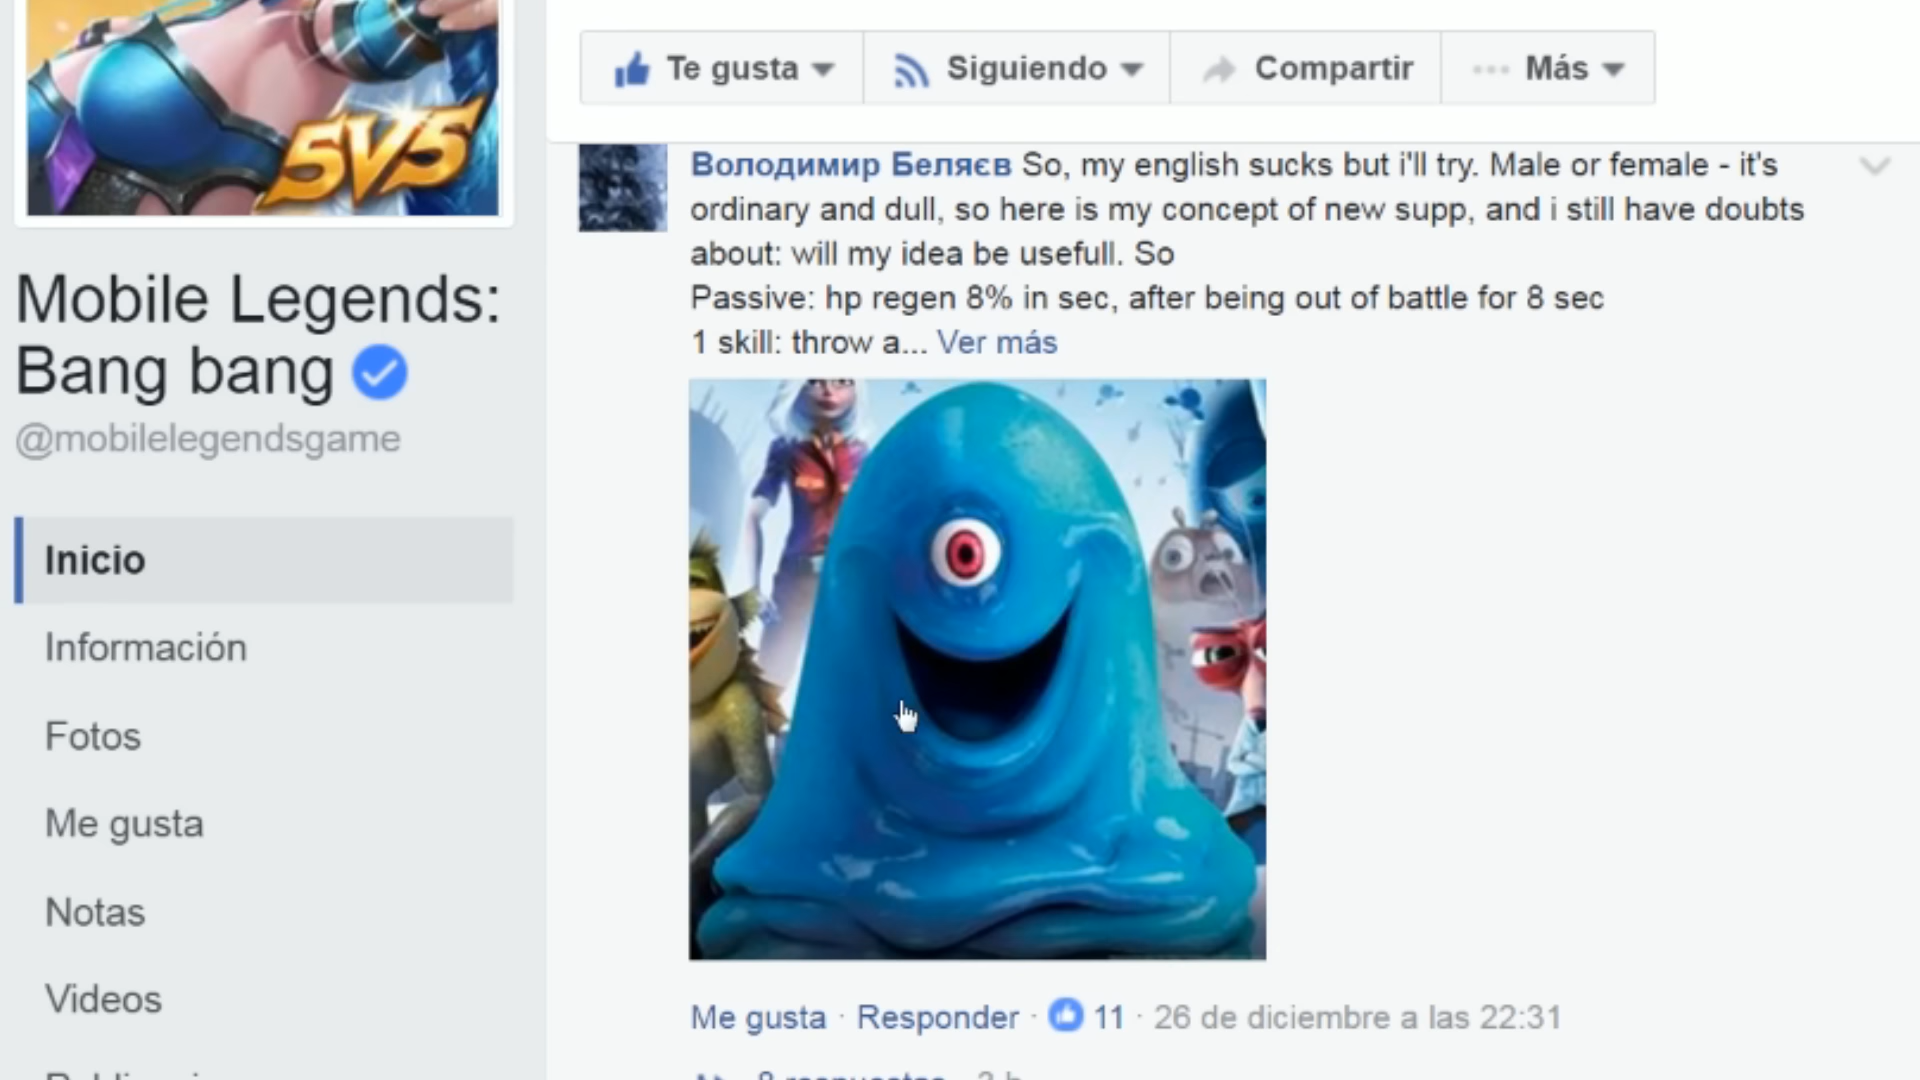 5V5
Te gusta
Siguiendo
Compartir
Más
Mobile Legends:
Bang bang
@mobilelegendsgame
Inicio
Información
Fotos
Me gusta
Notas
Videos
Володимир Беляєв So, my english sucks but i'll try. Male or female - it's
ordinary and dull, so here is my concept of new supp, and i still have doubts
about: will my idea be usefull. So
Passive: hp regen 8% in sec, after being out of battle for 8 sec
1 skill: throw a... Ver más
Me gusta · Responder · 11 · 26 de diciembre a las 22:31